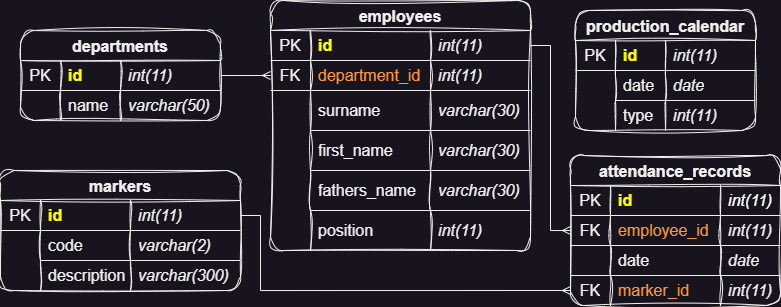 departments
PK id int(11)
name varchar(50)
employees
PK id int(11)
FK department_id int(11)
surname varchar(30)
first_name varchar(30)
fathers_name varchar(30)
position int(11)
production_calendar
PK id int(11)
date date
type int(11)
markers
PK id int(11)
code varchar(2)
description varchar(300)
attendance_records
PK id int(11)
FK employee_id int(11)
date date
FK marker_id int(11)